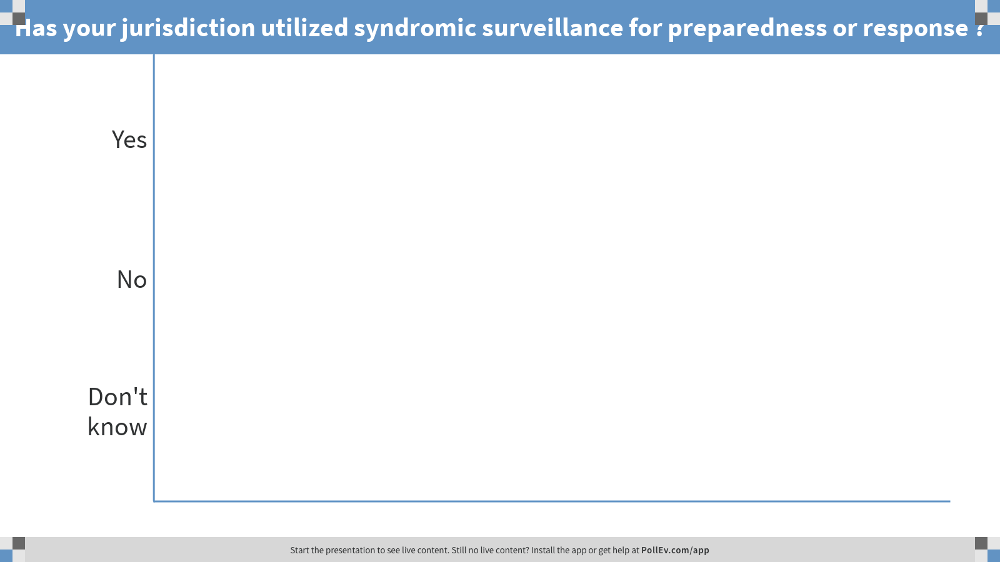 Has your jurisdiction utilized syndromic surveillance for preparedness or response ?
Yes
No
Don't
know
Start the presentation to see live content. Still no live content? Install the app or get help at PollEv.com/app